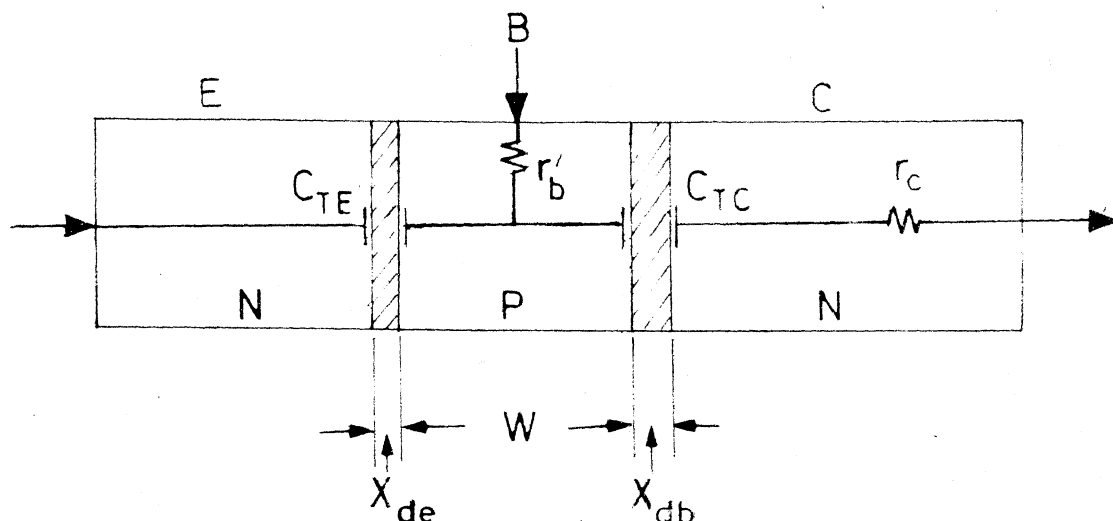 B
E C
C_TE r_b' C_TC r_c
N P N
W
X_de X_db